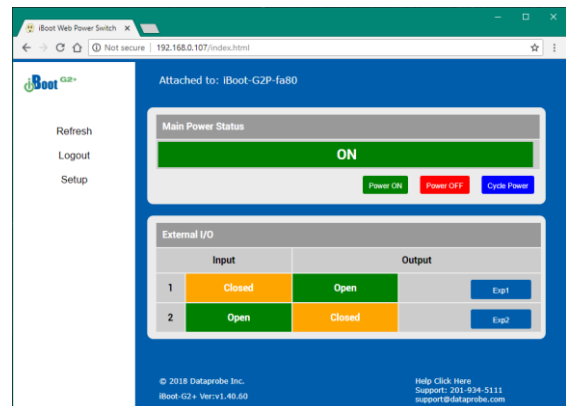 iBoot Web Power Switch
Not secure | 192.168.0.107/index.html
iBoot G2+
Attached to: iBoot-G2P-fa80
Refresh
Logout
Setup
Main Power Status
ON
Power ON Power OFF Cycle Power
External I/O
Input Output
1 Closed Open Exp1
2 Open Closed Exp2
© 2018 Dataprobe Inc.
iBoot-G2+ Ver:v1.40.60
Help Click Here
Support: 201-934-5111
support@dataprobe.com